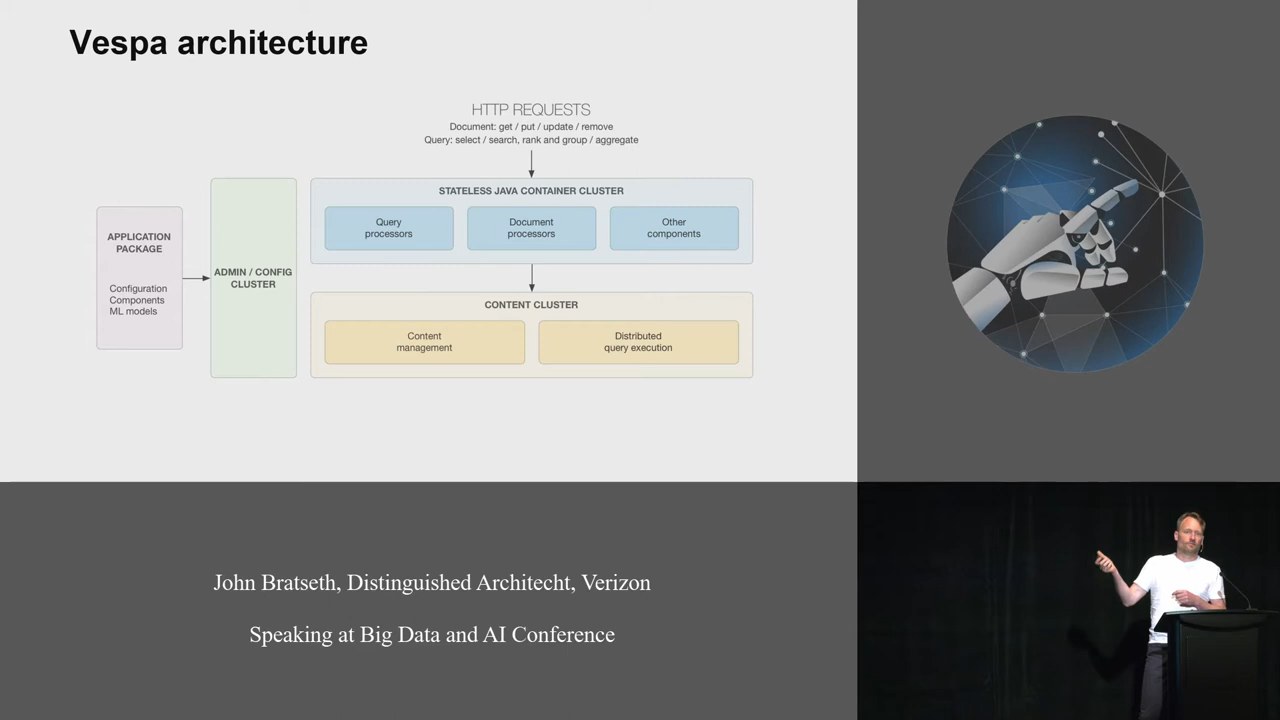 Vespa architecture
HTTP REQUESTS
Document: get / put / update / remove
Query: select / search, rank and group / aggregate
APPLICATION
PACKAGE
Configuration
Components
ML models
ADMIN / CONFIG
CLUSTER
STATELESS JAVA CONTAINER CLUSTER
Query
processors
Document
processors
Other
components
CONTENT CLUSTER
Content
management
Distributed
query execution
John Bratseth, Distinguished Architecht, Verizon
Speaking at Big Data and AI Conference